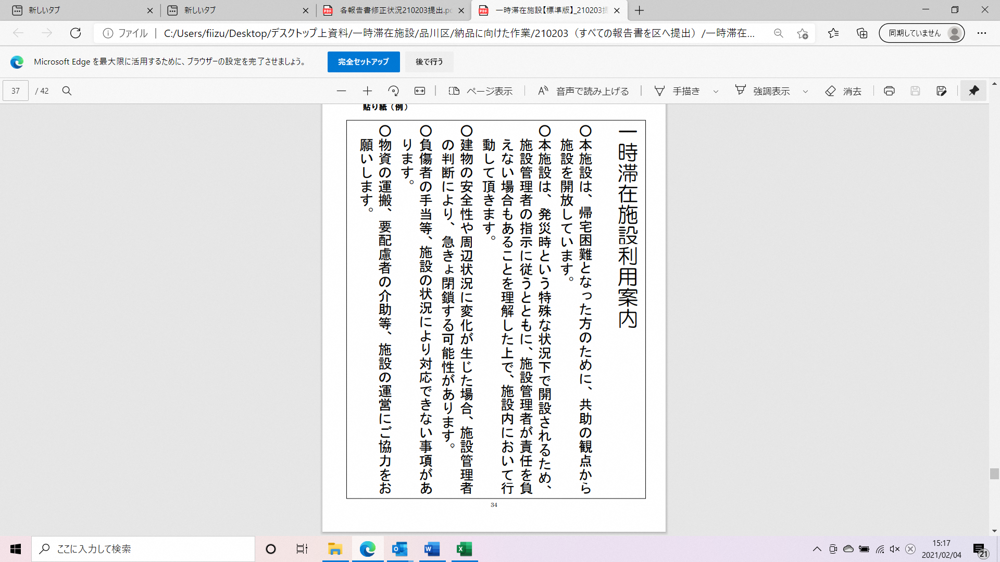 新しいタブ
新しいタブ
各報告書修正状況210203提出.pd
一時滞在施設【標準版】_210203提
ファイル
C:/Users/fiizu/Desktop/デスクトップ上資料/一時滞在施設/品川区/納品に向けた作業/210203（すべての報告書を区へ提出）/一時滞在...
同期していません
Microsoft Edge を最大限に活用するために、ブラウザーの設定を完了させましょう。
完全セットアップ
後で行う
37
/ 42
ページ表示
音声で読み上げる
手描き
強調表示
消去
貼り紙（例）
一時滞在施設利用案内
〇本施設は、帰宅困難となった方のために、共助の観点から
施設を開放しています。
〇本施設は、発災時という特殊な状況下で開設されるため、
施設管理者の指示に従うとともに、施設管理者が責任を負
えない場合もあることを理解した上で、施設内において行
動して頂きます。
〇建物の安全性や周辺状況に変化が生じた場合、施設管理者
の判断により、急きょ閉鎖する可能性があります。
〇負傷者の手当等、施設の状況により対応できない事項があ
ります。
〇物資の運搬、要配慮者の介助等、施設の運営にご協力をお
願いします。
34
ここに入力して検索
15:17
2021/02/04
21